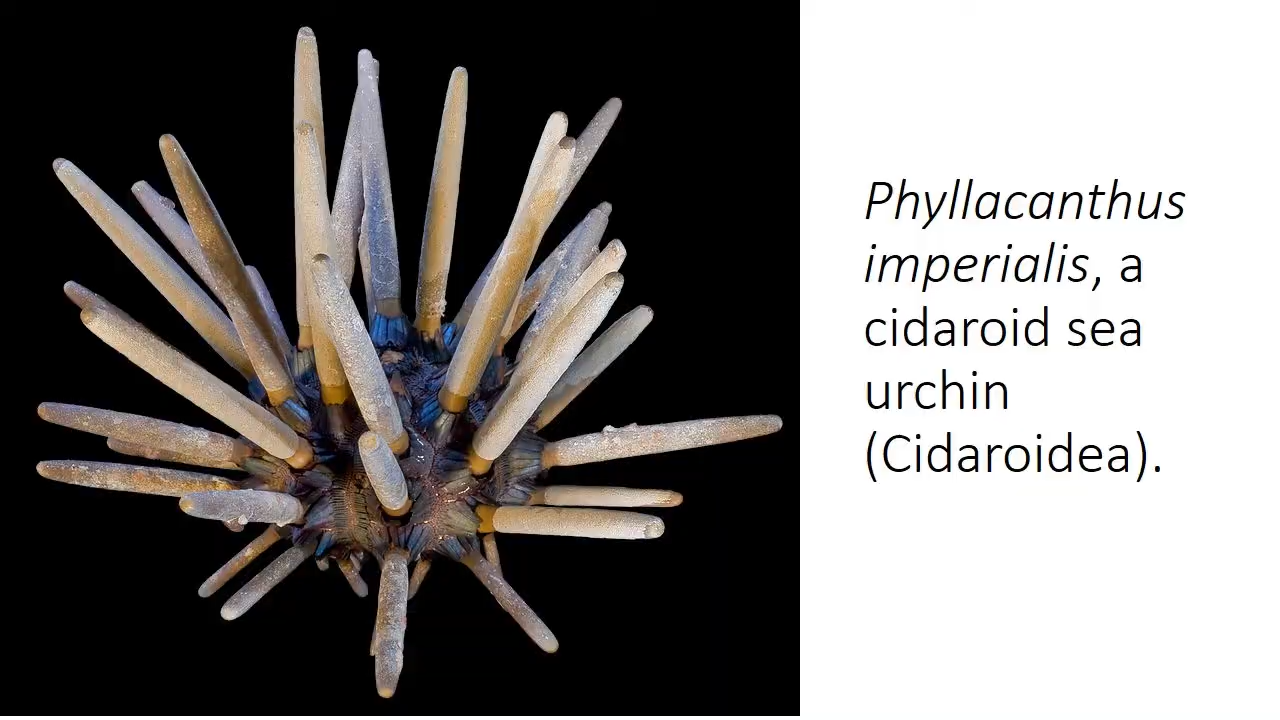 Phyllacanthus
imperialis, a
cidaroid sea
urchin
(Cidaroidea).